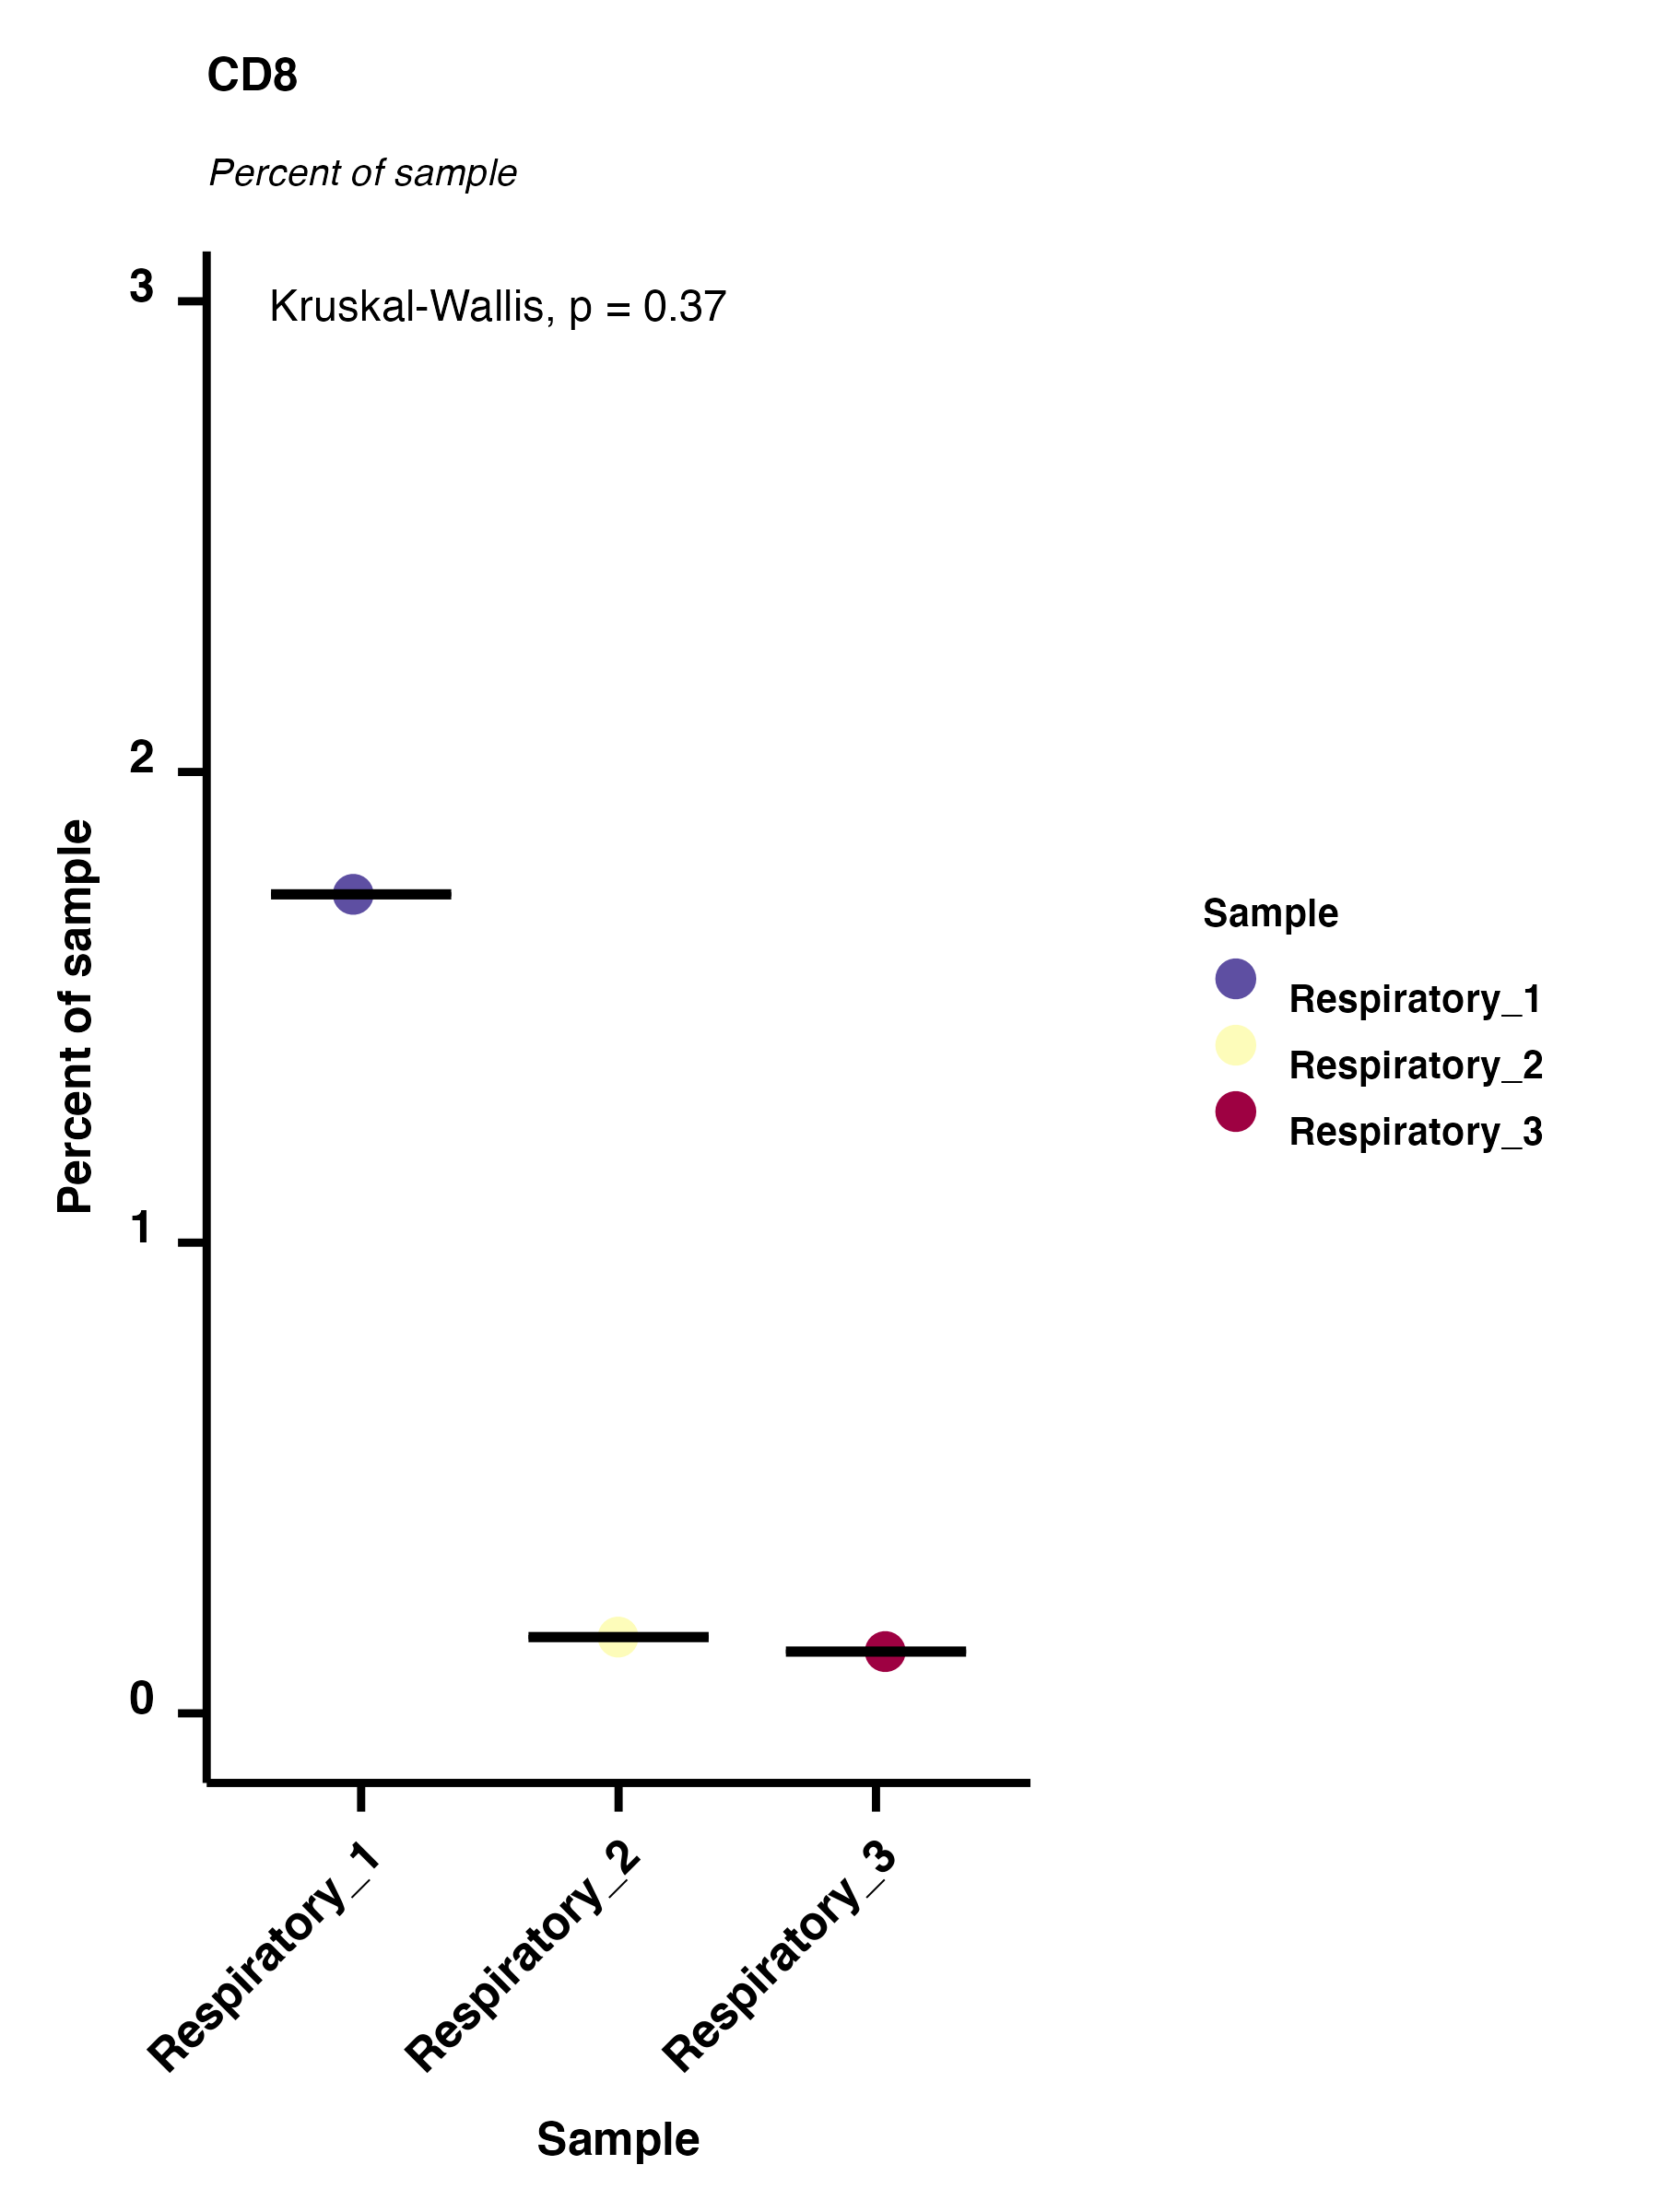 CD8
Percent of sample
Kruskal-Wallis, p = 0.37
3
2
1
0
Percent of sample
Respiratory_1
Respiratory_2
Respiratory_3
Sample
Sample
Respiratory_1
Respiratory_2
Respiratory_3